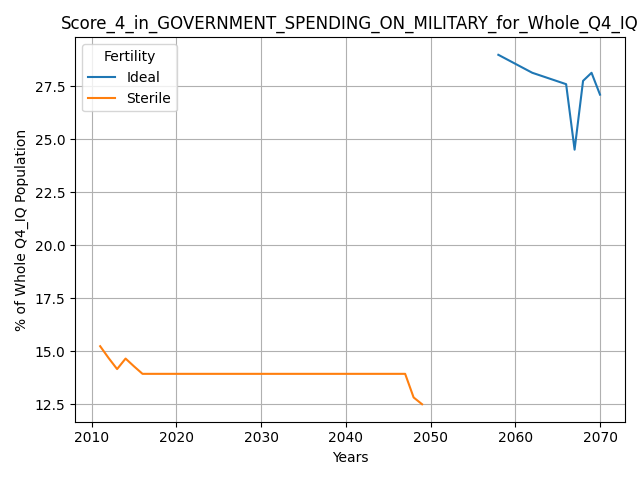 Score_4_in_GOVERNMENT_SPENDING_ON_MILITARY_for_Whole_Q4_IQ
Fertility
Ideal
Sterile
% of Whole Q4_IQ Population
27.5
25.0
22.5
20.0
17.5
15.0
12.5
2010 2020 2030 2040 2050 2060 2070
Years